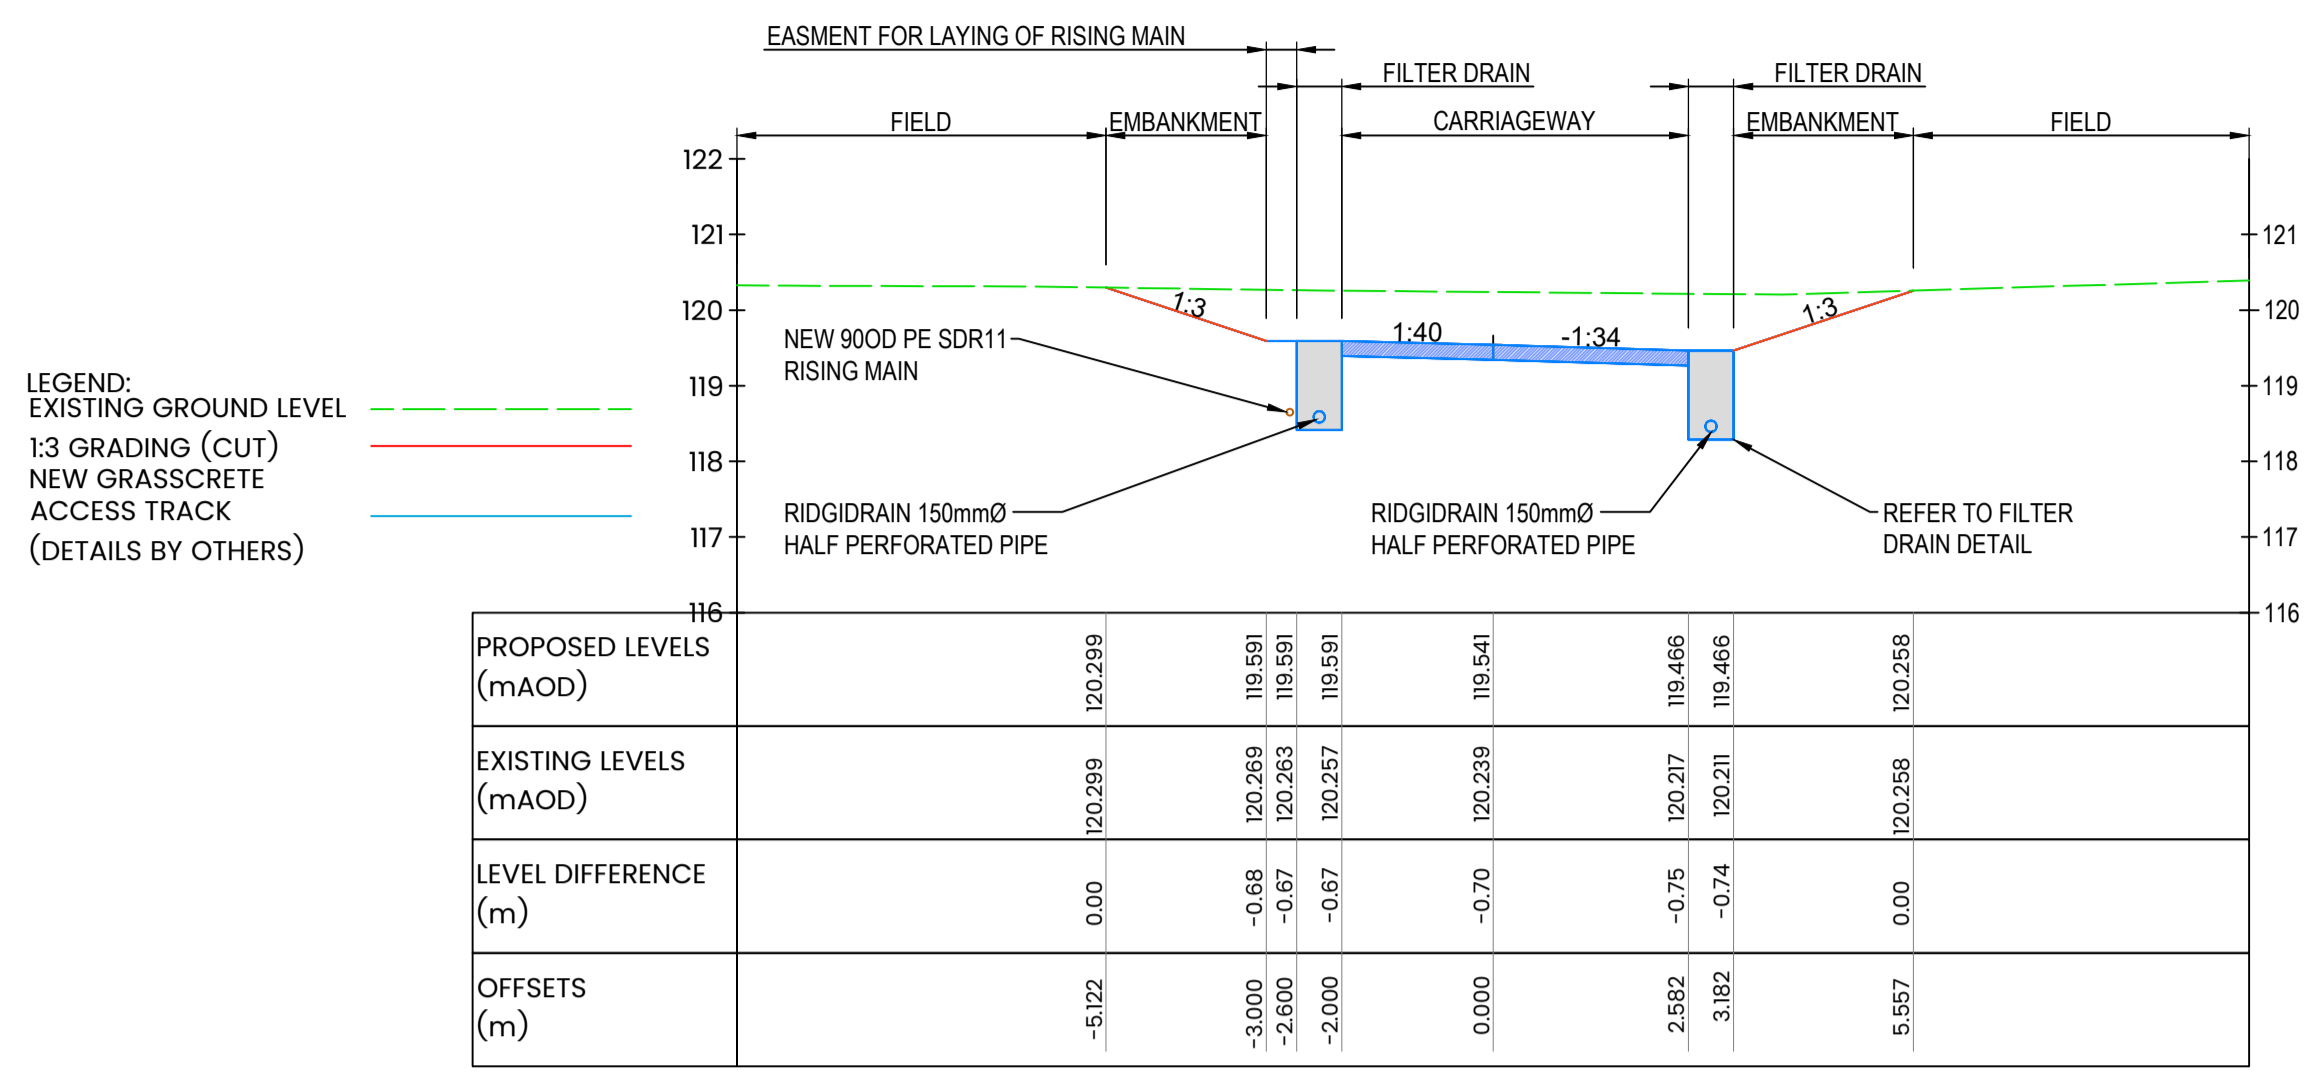 EASMENT FOR LAYING OF RISING MAIN
FILTER DRAIN
FILTER DRAIN
FIELD
EMBANKMENT
CARRIAGEWAY
EMBANKMENT
FIELD
122
121
120
119
118
117
116
121
120
119
118
117
116
1:3
1:40
-1:34
1:3
NEW 90OD PE SDR11
RISING MAIN
RIDGIDRAIN 150mmØ
HALF PERFORATED PIPE
RIDGIDRAIN 150mmØ
HALF PERFORATED PIPE
REFER TO FILTER
DRAIN DETAIL
LEGEND:
EXISTING GROUND LEVEL
1:3 GRADING (CUT)
NEW GRASSCRETE
ACCESS TRACK
(DETAILS BY OTHERS)
PROPOSED LEVELS
(mAOD)
120.299
119.591
119.591
119.591
119.541
119.466
119.466
120.258
EXISTING LEVELS
(mAOD)
120.299
120.269
120.263
120.257
120.239
120.217
120.211
120.258
LEVEL DIFFERENCE
(m)
0.00
-0.68
-0.67
-0.67
-0.70
-0.75
-0.74
0.00
OFFSETS
(m)
-5.122
-3.000
-2.600
-2.000
0.000
2.582
3.182
5.557